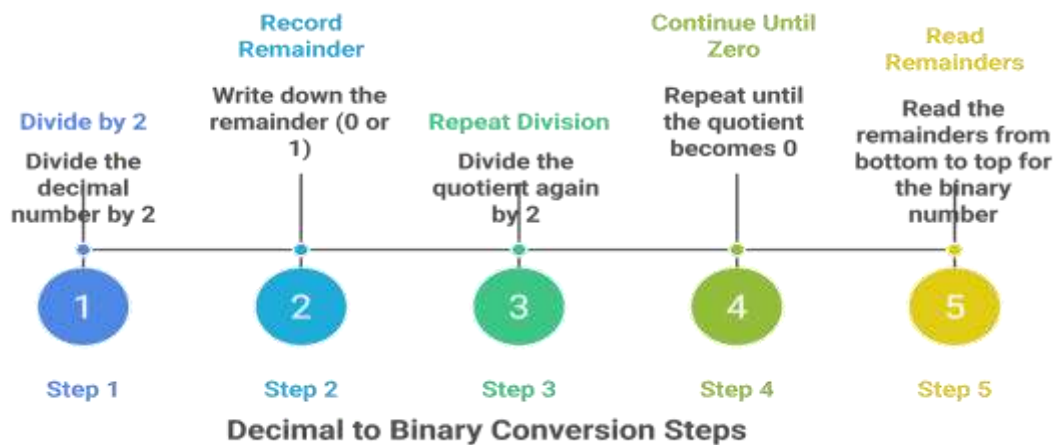 Divide by 2
Divide the
decimal
number by 2
Record
Remainder
Write down the
remainder (0 or
1)
Repeat Division
Divide the
quotient again
by 2
Continue Until
Zero
Repeat until
the quotient
becomes 0
Read
Remainders
Read the
remainders from
bottom to top for
the binary
number
1
2
3
4
5
Step 1
Step 2
Step 3
Step 4
Step 5
Decimal to Binary Conversion Steps